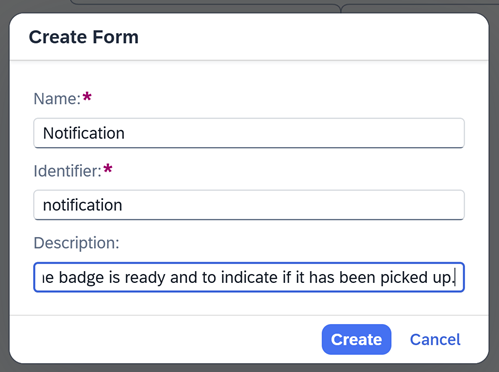 Create Form
Name:*
Notification
Identifier:*
notification
Description:
badge is ready and to indicate if it has been picked up.
Create
Cancel